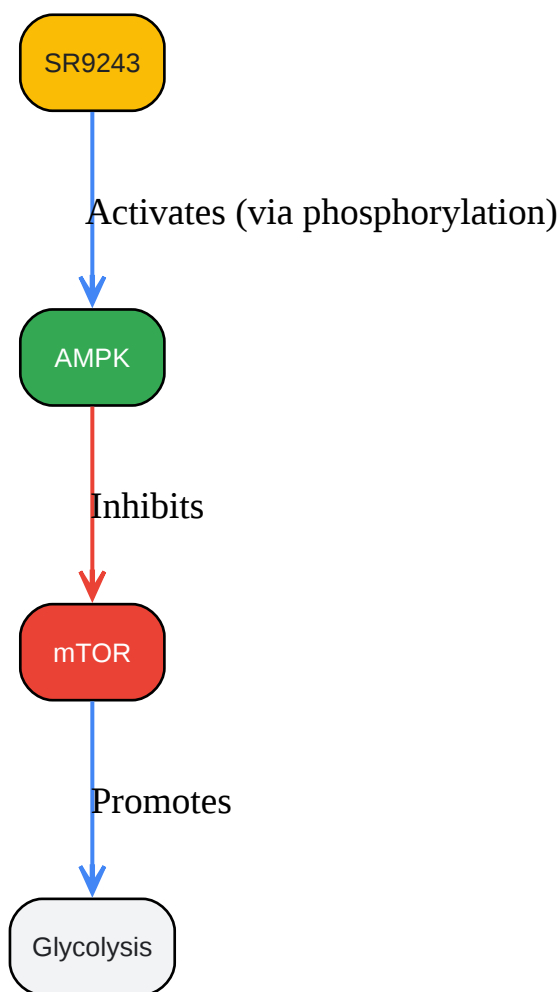 SR9243
Activates (via phosphorylation)
AMPK
Inhibits
mTOR
Promotes
Glycolysis